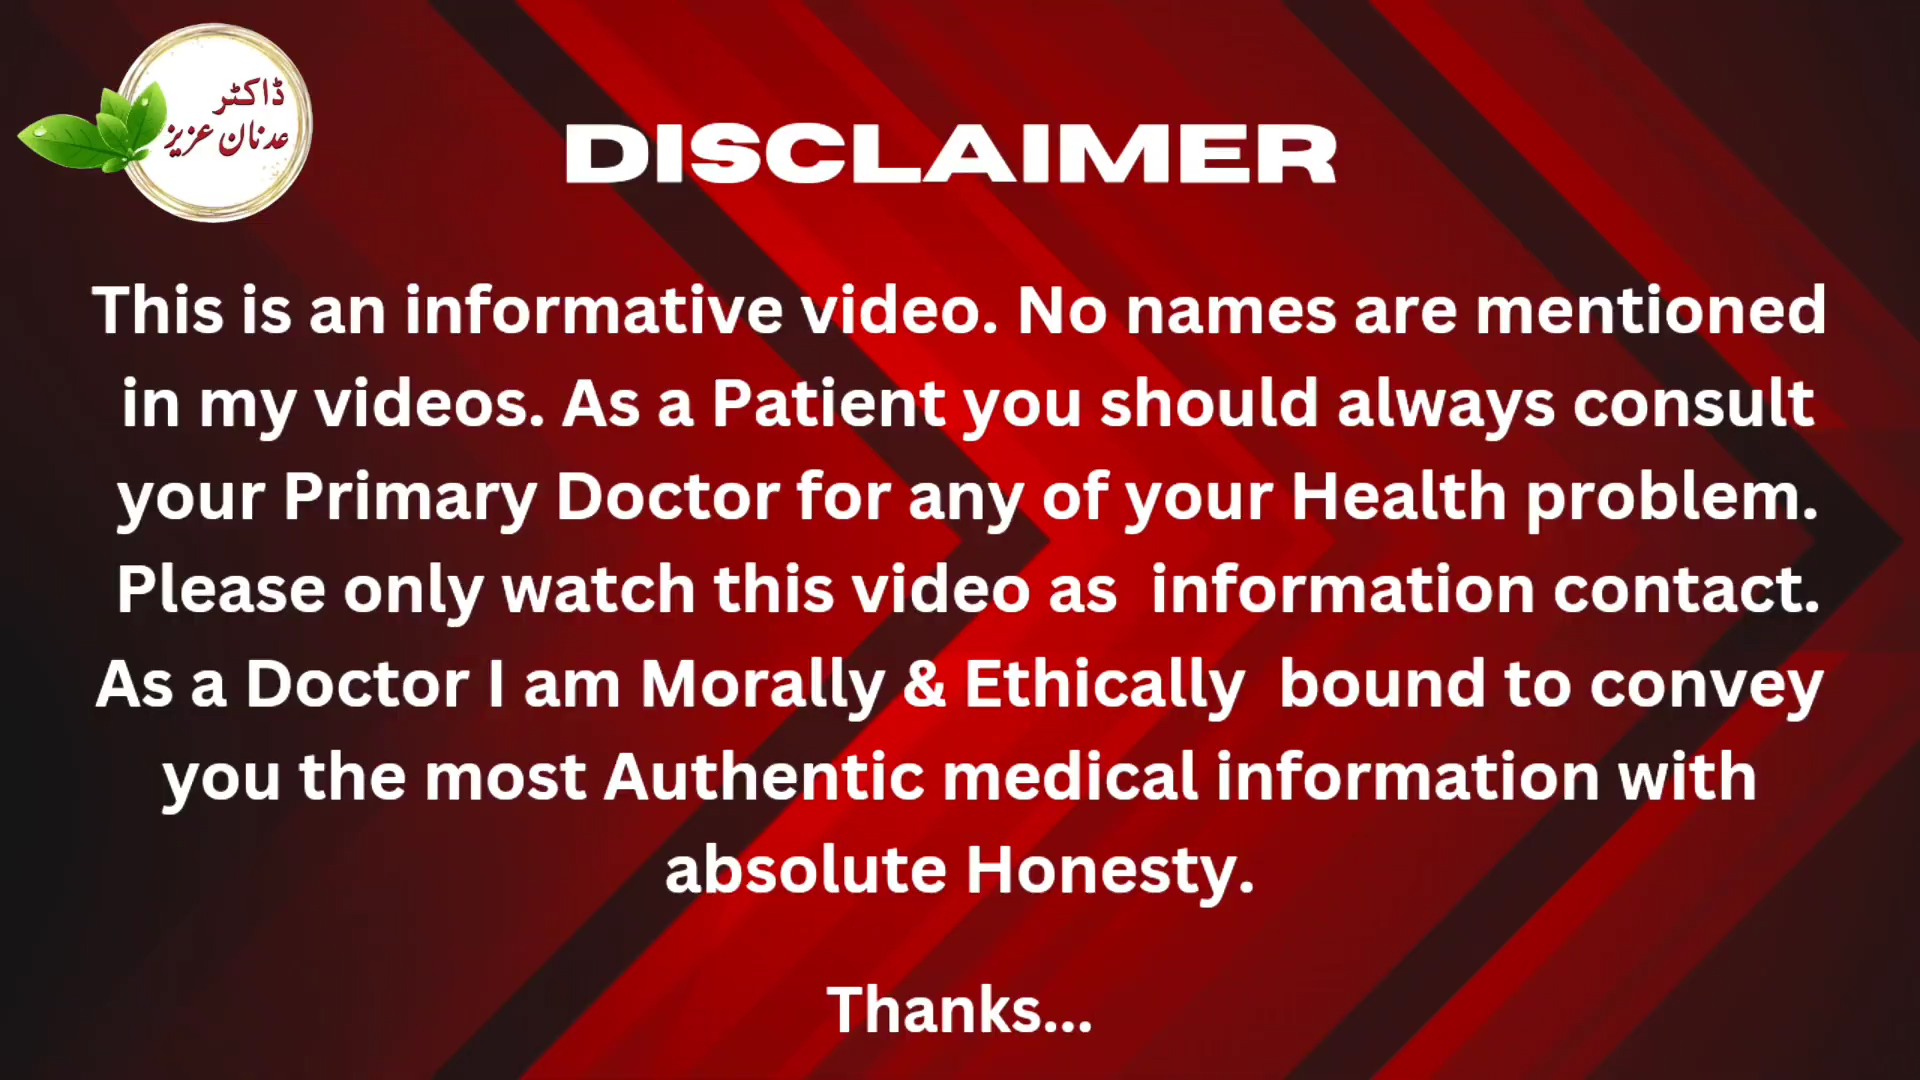 ڈاکٹر
عدنان عزیز
DISCLAIMER
This is an informative video. No names are mentioned
in my videos. As a Patient you should always consult
your Primary Doctor for any of your Health problem.
Please only watch this video as information contact.
As a Doctor I am Morally & Ethically bound to convey
you the most Authentic medical information with
absolute Honesty.
Thanks...